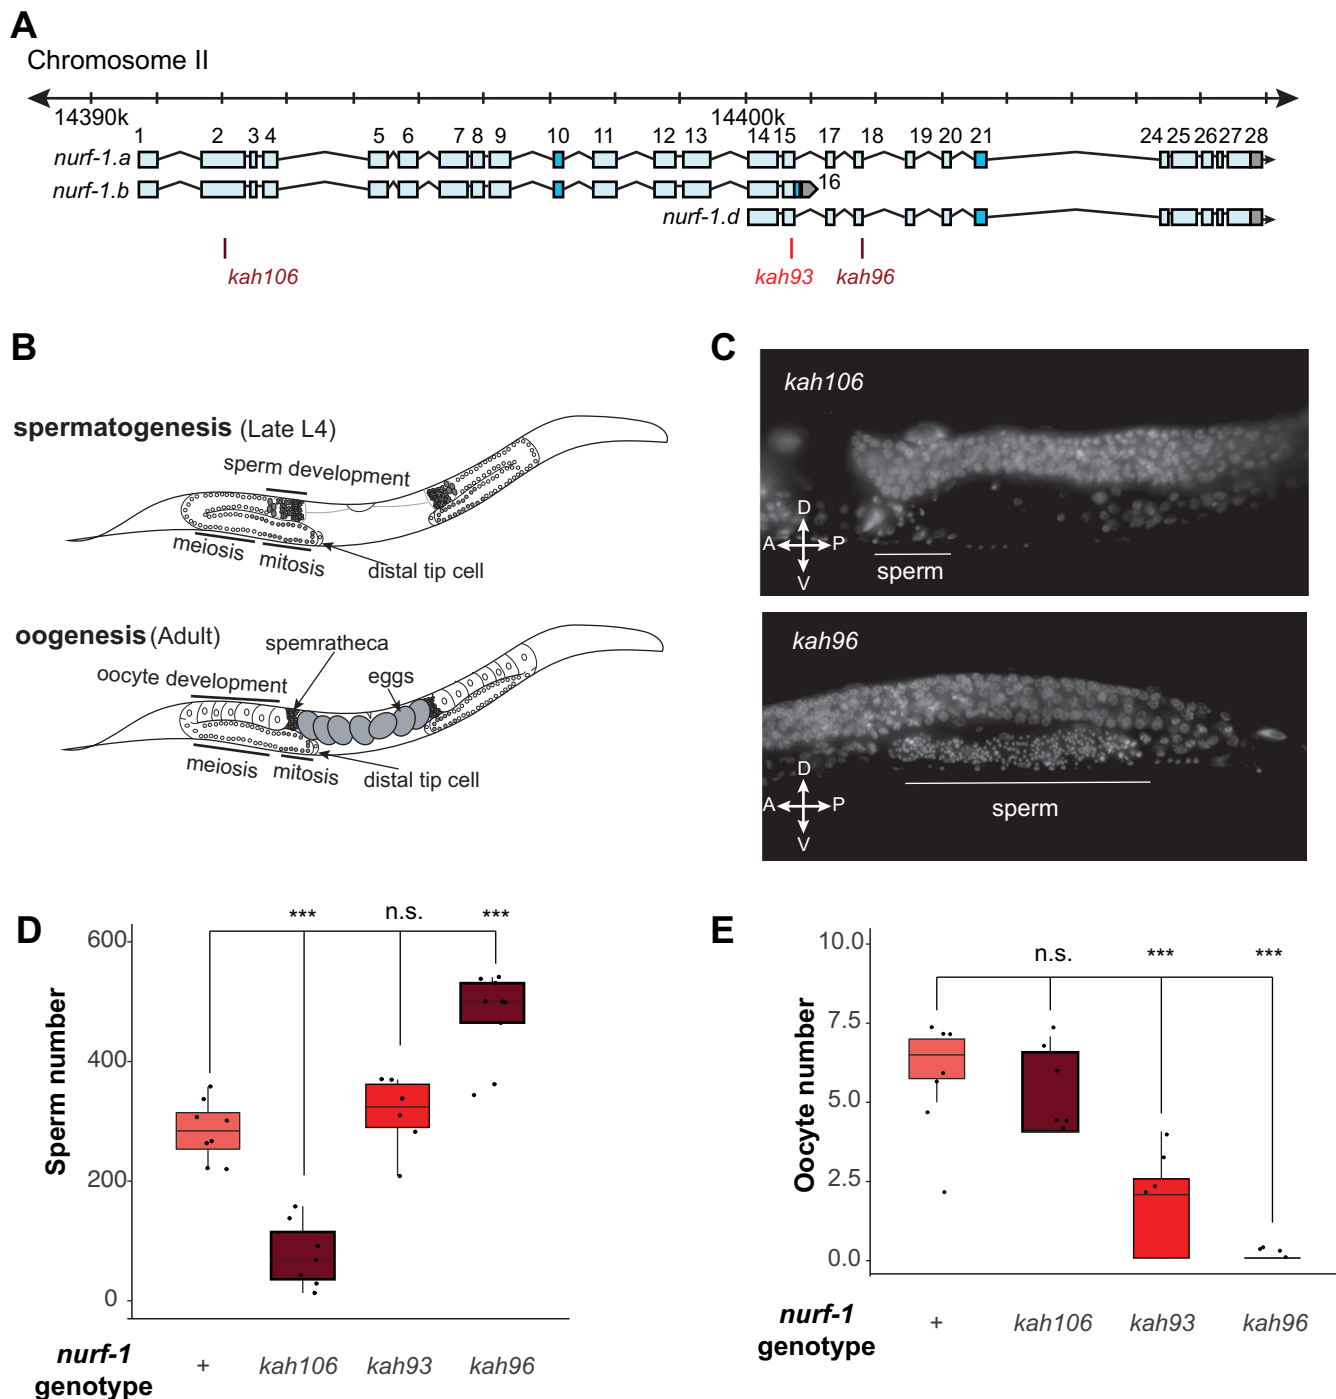 A
Chromosome II
14390k 14400k
1 2 3 4 5 6 7 8 9 10 11 12 13 14 15 17 18 19 20 21 24 25 26 27 28
nurf-1.a
nurf-1.b
16
nurf-1.d
kah106 kah93 kah96
B
spermatogenesis (Late L4)
sperm development
meiosis
mitosis
distal tip cell
oogenesis (Adult)
spemratheca
oocyte development
eggs
meiosis
mitosis
distal tip cell
C
kah106
D
A P
V
sperm
kah96
D
A P
V
sperm
D
*** n.s. ***
600
400
200
0
Sperm number
nurf-1 genotype
+ kah106 kah93 kah96
E
n.s. *** ***
10.0
7.5
5.0
2.5
0.0
Oocyte number
nurf-1 genotype
+ kah106 kah93 kah96